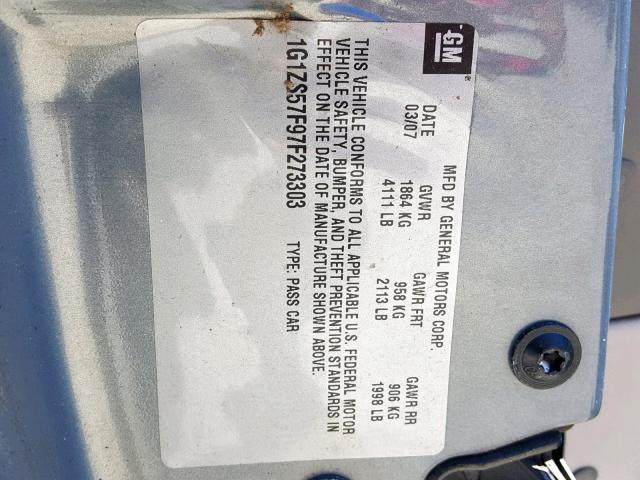 GM
MFD BY GENERAL MOTORS CORP.
DATE GVWR GAWR FRT GAWR RR
03/07 1864 KG 958 KG 906 KG
4111 LB 2113 LB 1998 LB
THIS VEHICLE CONFORMS TO ALL APPLICABLE U.S. FEDERAL MOTOR
VEHICLE SAFETY, BUMPER, AND THEFT PREVENTION STANDARDS IN
EFFECT ON THE DATE OF MANUFACTURE SHOWN ABOVE.
1G1ZS57F97F273303 TYPE: PASS CAR